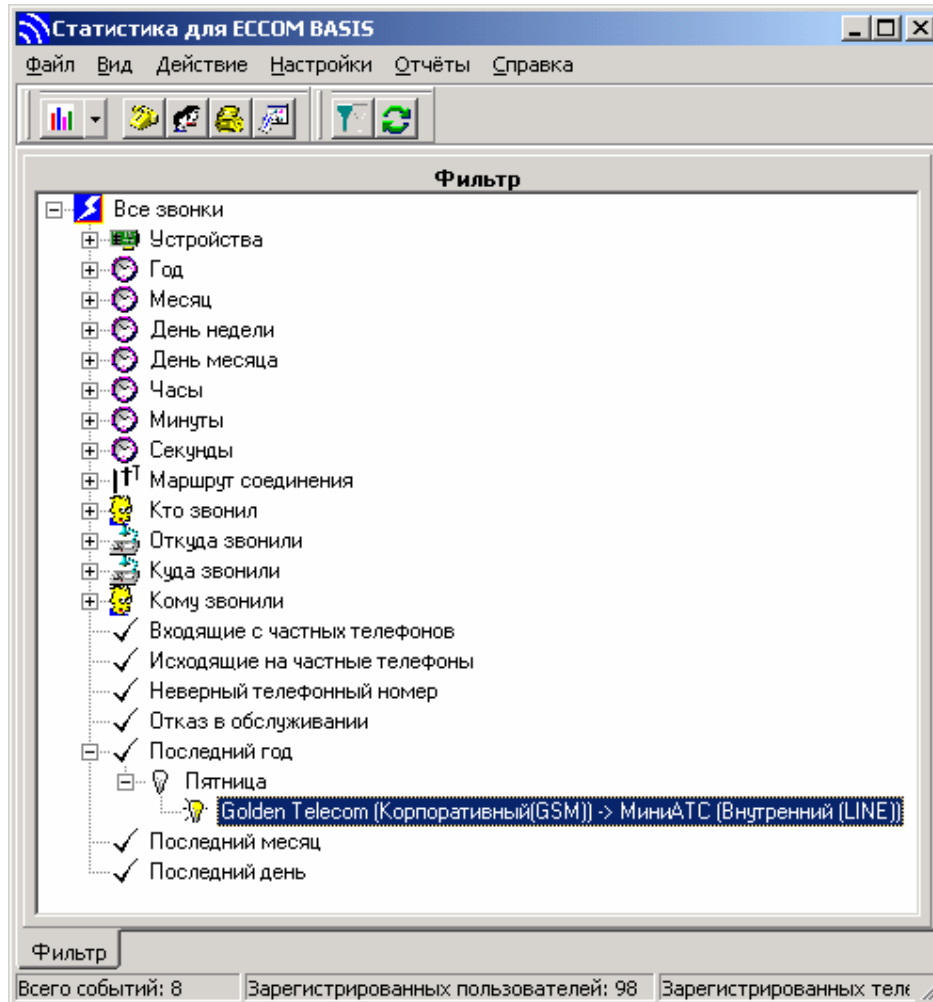 Статистика для ECCOM BASIS
Файл Вид Действие Настройки Отчёты Справка
Фильтр
Все звонки
Устройства
Год
Месяц
День недели
День месяца
Часы
Минуты
Секунды
Маршрут соединения
Кто звонил
Откуда звонили
Куда звонили
Кому звонили
Входящие с частных телефонов
Исходящие на частные телефоны
Неверный телефонный номер
Отказ в обслуживании
Последний год
Пятница
Golden Telecom (Корпоративный(GSM)) -> МиниАТС (Внутренний (LINE))
Последний месяц
Последний день
Фильтр
Всего событий: 8 Зарегистрированных пользователей: 98 Зарегистрированных теле